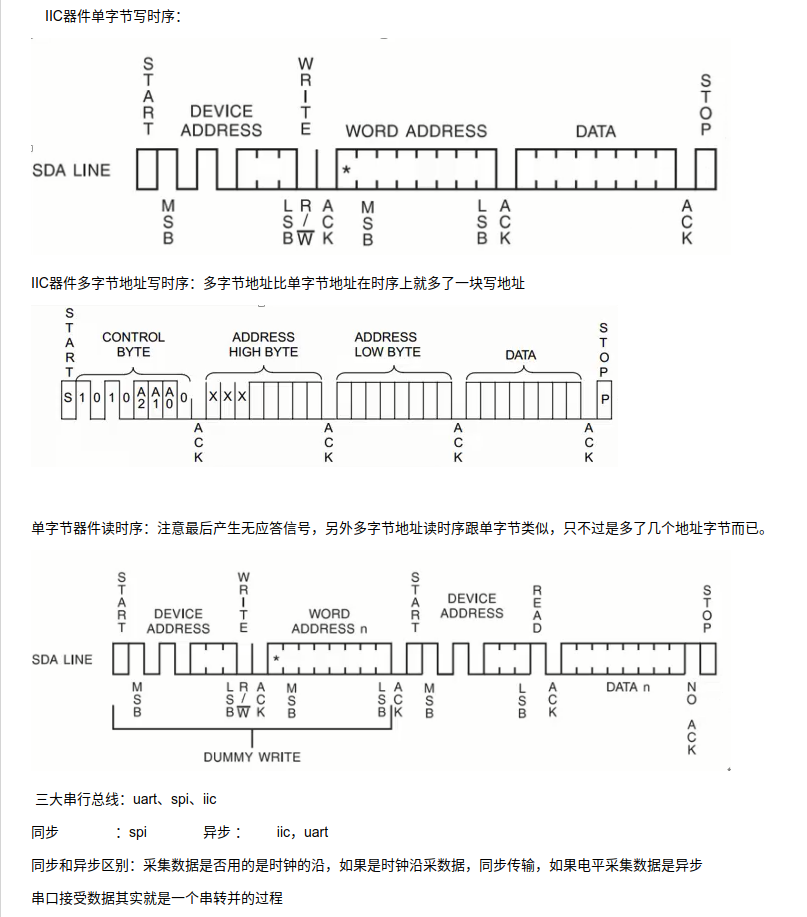 IIC器件单字节写时序：
START
WRITE
STOP
DEVICE ADDRESS
WORD ADDRESS
DATA
SDA LINE
*
MSB
LSB
R/W
ACK
MSB
LSB
ACK
ACK
IIC器件多字节地址写时序：多字节地址比单字节地址在时序上就多了一块写地址
START
CONTROL BYTE
ADDRESS HIGH BYTE
ADDRESS LOW BYTE
DATA
STOP
S 1 0 1 0 A2 A1 A0 0
X X X
P
ACK
ACK
ACK
ACK
单字节器件读时序：注意最后产生无应答信号，另外多字节地址读时序跟单字节类似，只不过是多了几个地址字节而已。
START
WRITE
START
READ
STOP
DEVICE ADDRESS
WORD ADDRESS n
DEVICE ADDRESS
SDA LINE
*
MSB
LSB
R/W
ACK
MSB
LSB
ACK
MSB
LSB
ACK
DATA n
NO ACK
DUMMY WRITE
三大串行总线：uart、spi、iic
同步 ：spi 异步 ： iic，uart
同步和异步区别：采集数据是否用的是时钟的沿，如果是时钟沿采数据，同步传输，如果电平采集数据是异步
串口接受数据其实就是一个串转并的过程